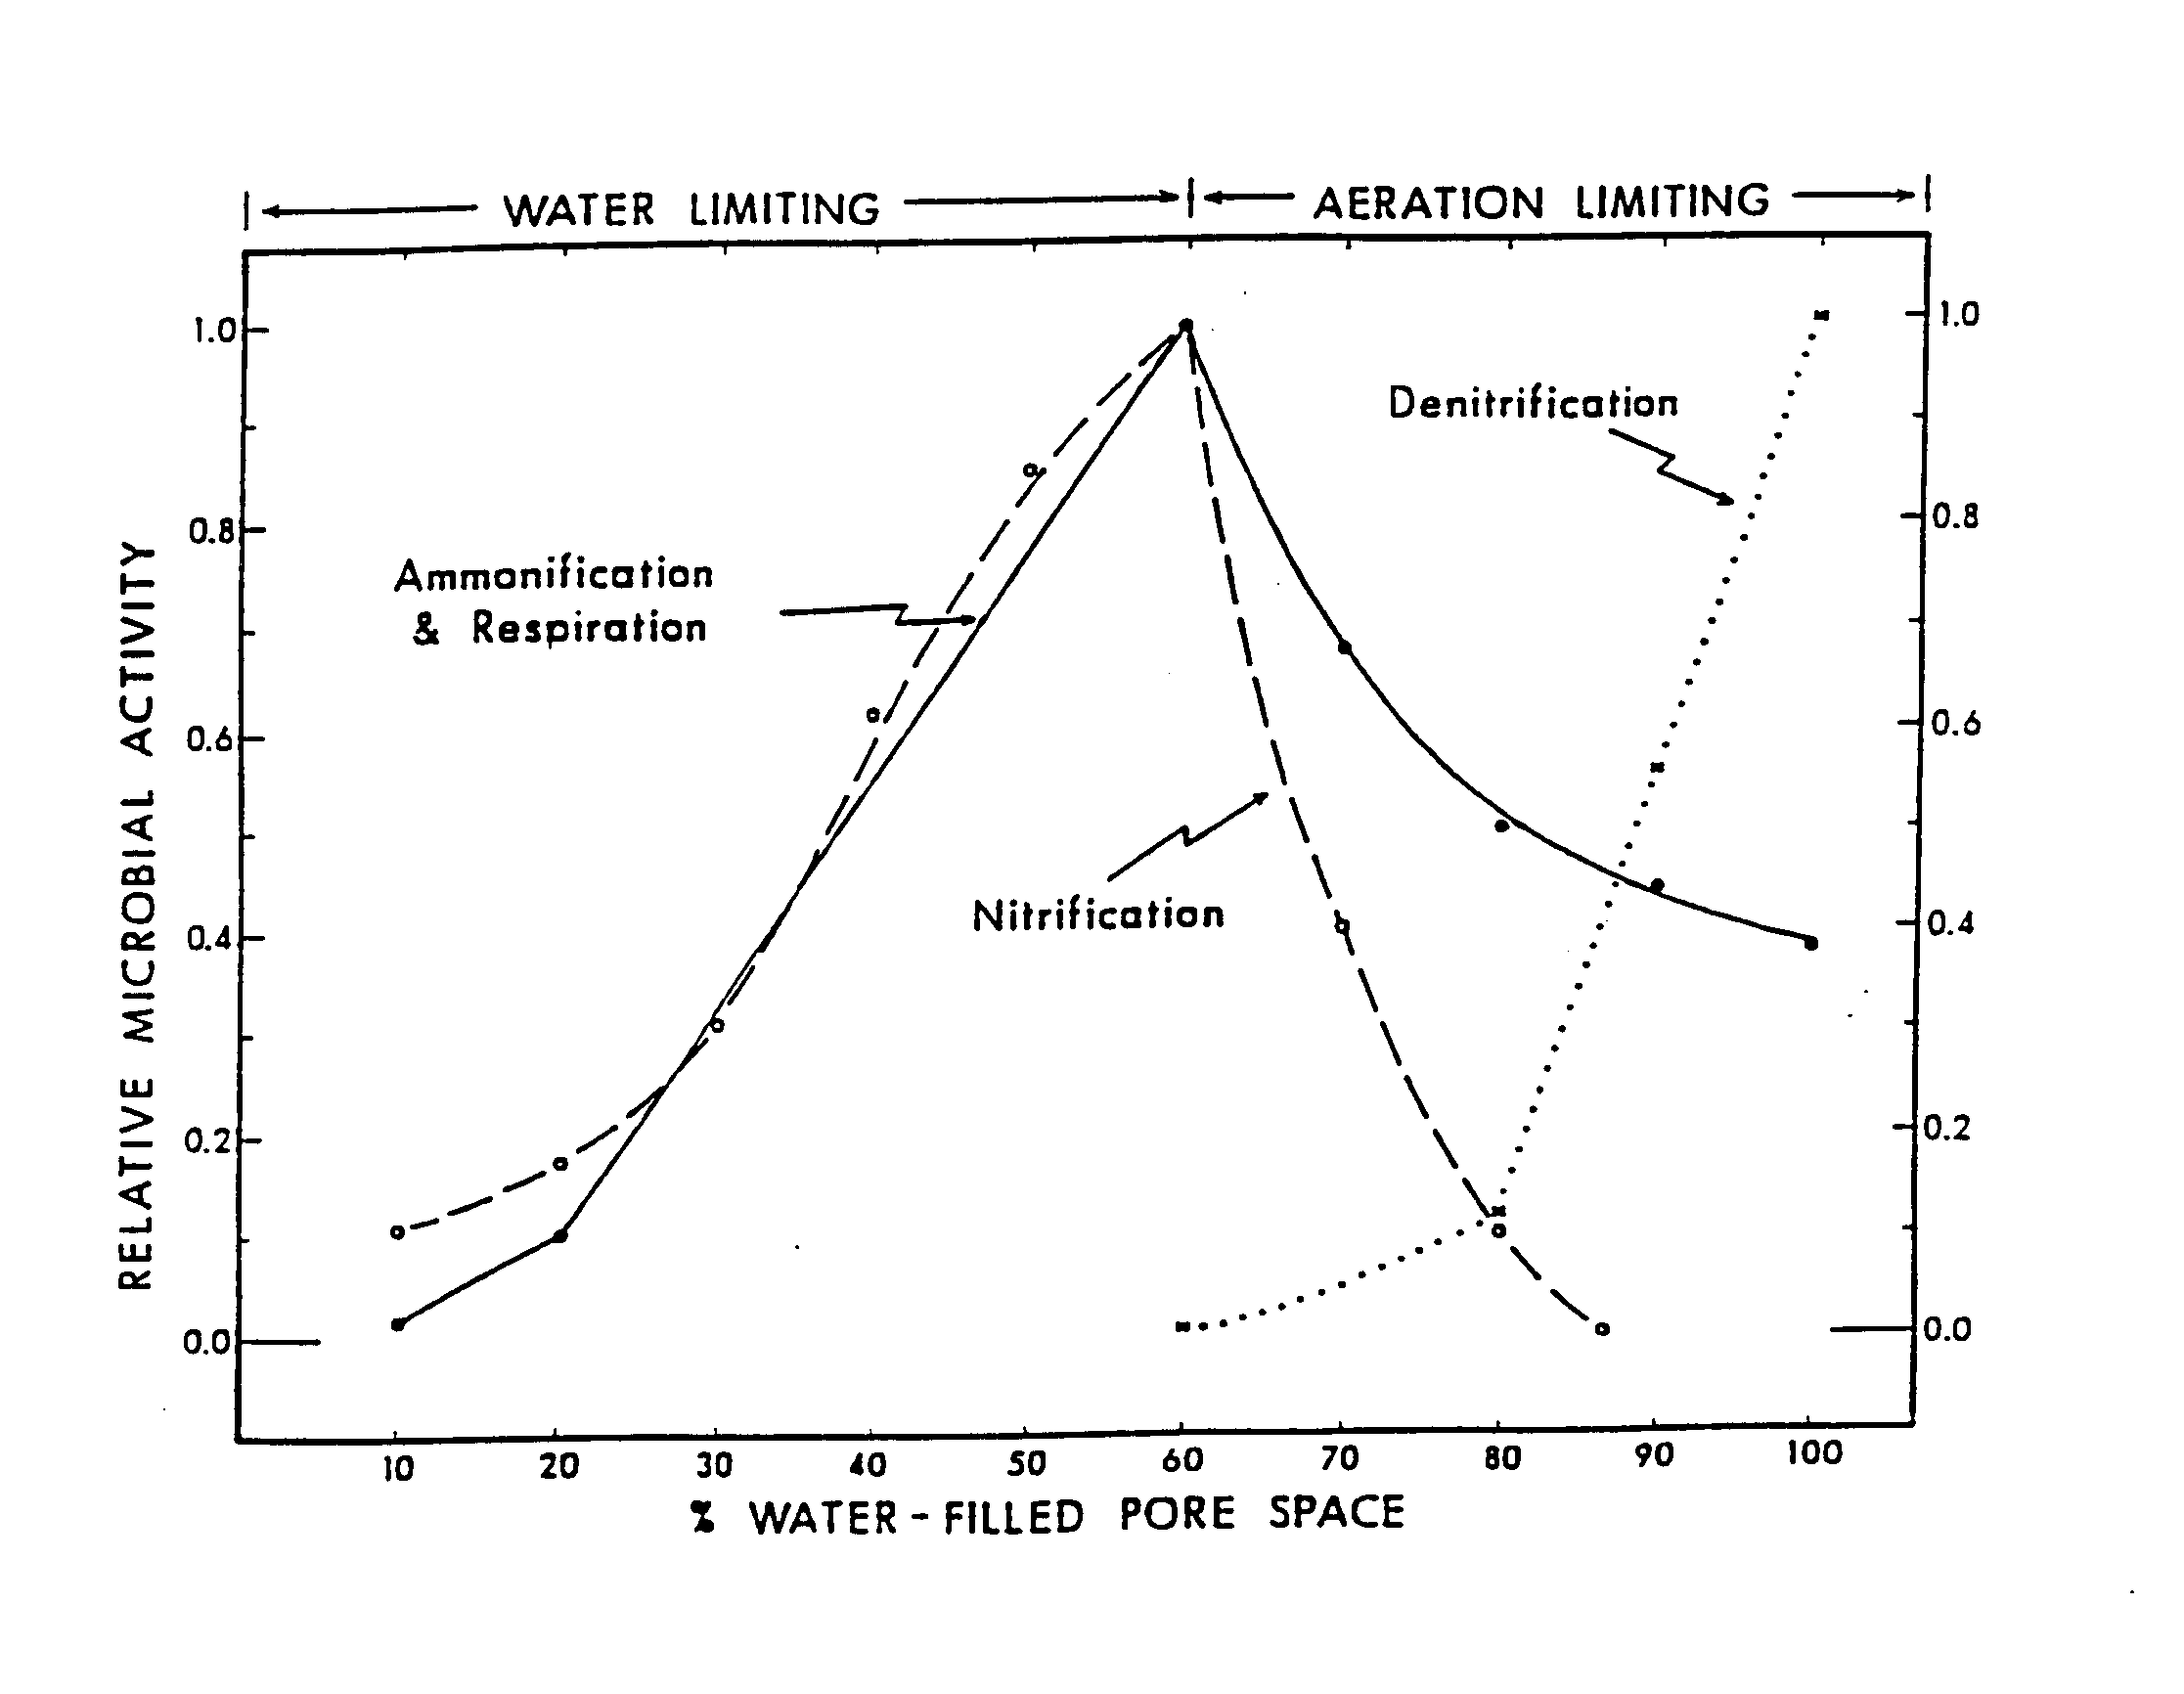 WATER LIMITING
AERATION LIMITING
1.0
0.8
0.6
0.4
0.2
0.0
1.0
0.8
0.6
0.4
0.2
0.0
RELATIVE MICROBIAL ACTIVITY
Denitrification
Ammonification
& Respiration
Nitrification
10 20 30 40 50 60 70 80 90 100
% WATER-FILLED PORE SPACE